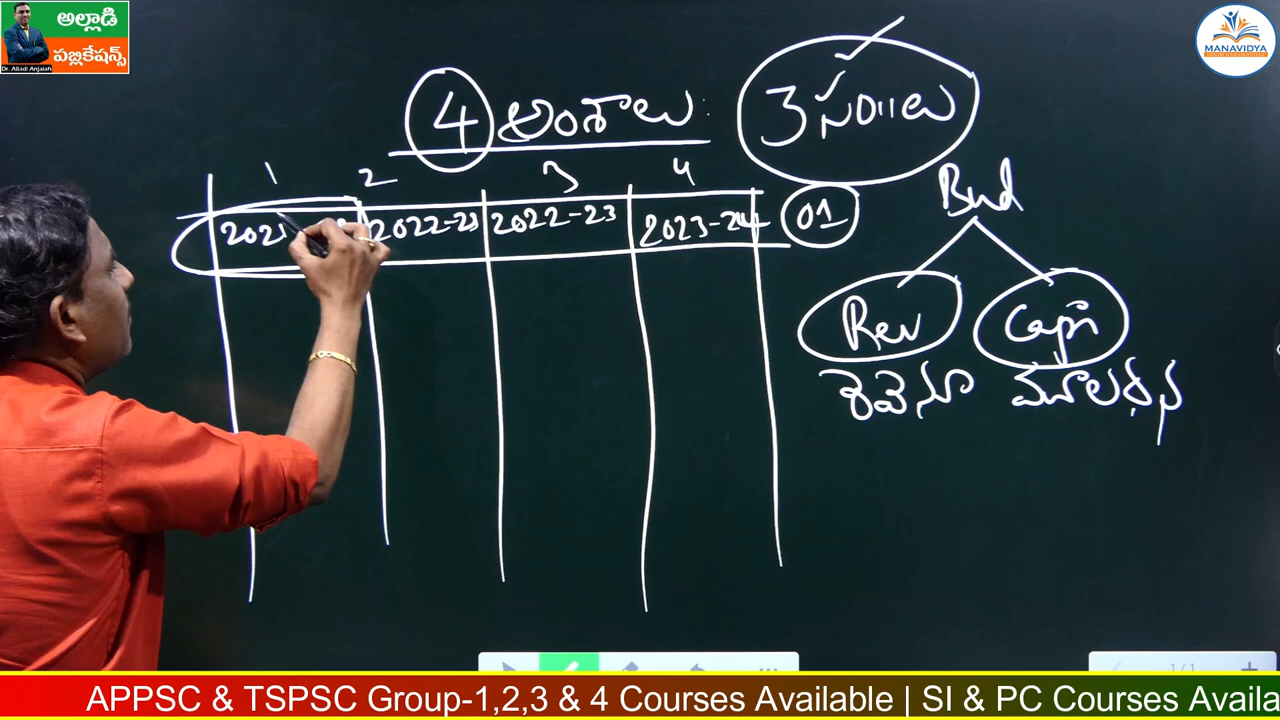 అల్లాడి
పబ్లికేషన్స్
Dr. Alladi Anjaiah
MANAVIDYA
4 అంశాలు
3 సం॥లు
1 2 3 4
2021 2022-23 2022-23 2023-24 01
Bud
Rev Capi
రెవెన్యూ మూలధన
1/1
APPSC & TSPSC Group-1,2,3 & 4 Courses Available | SI & PC Courses Availa